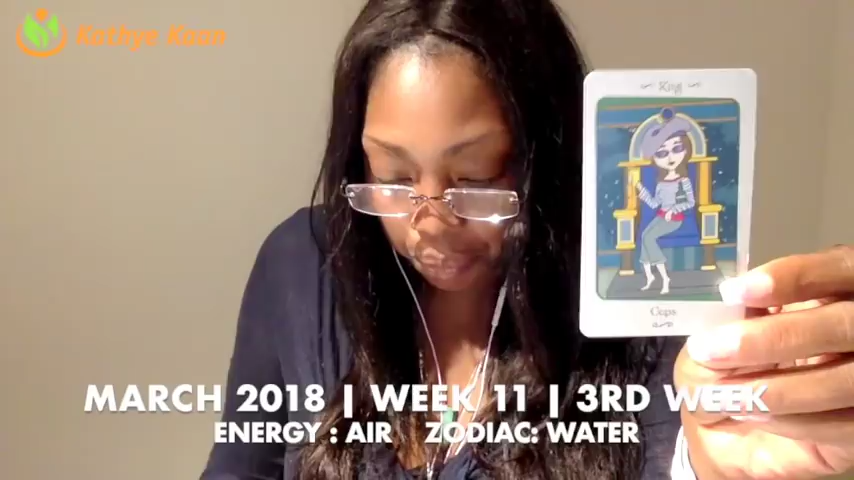 Kathye Kaan
King
Cups
MARCH 2018 | WEEK 11 | 3RD WEEK
ENERGY : AIR ZODIAC: WATER